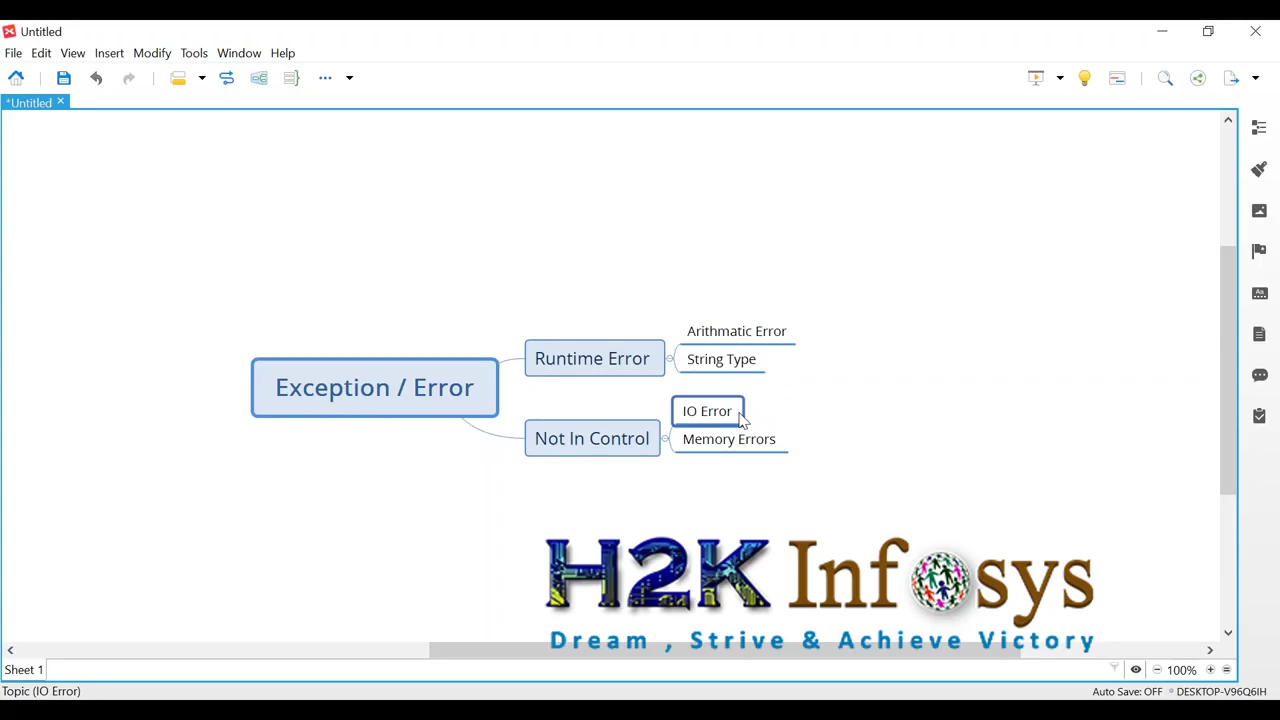 Untitled
File Edit View Insert Modify Tools Window Help
*Untitled
Arithmatic Error
Runtime Error
String Type
Exception / Error
IO Error
Not In Control
Memory Errors
H2K Infosys
Dream , Strive & Achieve Victory
Sheet 1
100%
Topic (IO Error)
Auto Save: OFF
DESKTOP-V96Q6IH